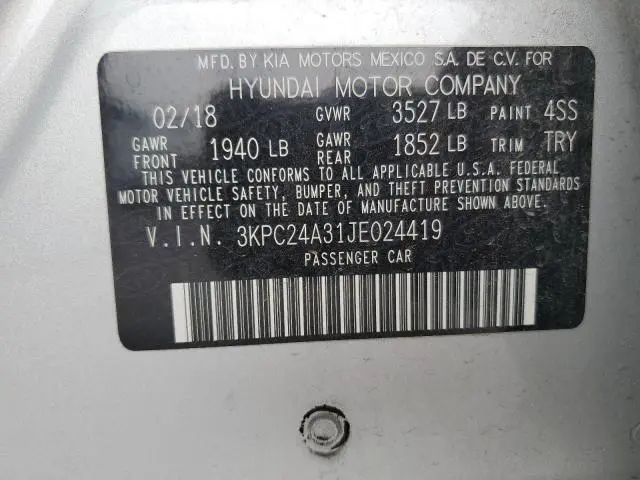 MFD. BY KIA MOTORS MEXICO S.A. DE C.V. FOR
HYUNDAI MOTOR COMPANY
02/18 GVWR 3527 LB PAINT 4SS
GAWR FRONT 1940 LB GAWR REAR 1852 LB TRIM TRY
THIS VEHICLE CONFORMS TO ALL APPLICABLE U.S.A. FEDERAL
MOTOR VEHICLE SAFETY, BUMPER, AND THEFT PREVENTION STANDARDS
IN EFFECT ON THE DATE OF MANUFACTURE SHOWN ABOVE.
V.I.N. 3KPC24A31JE024419
PASSENGER CAR